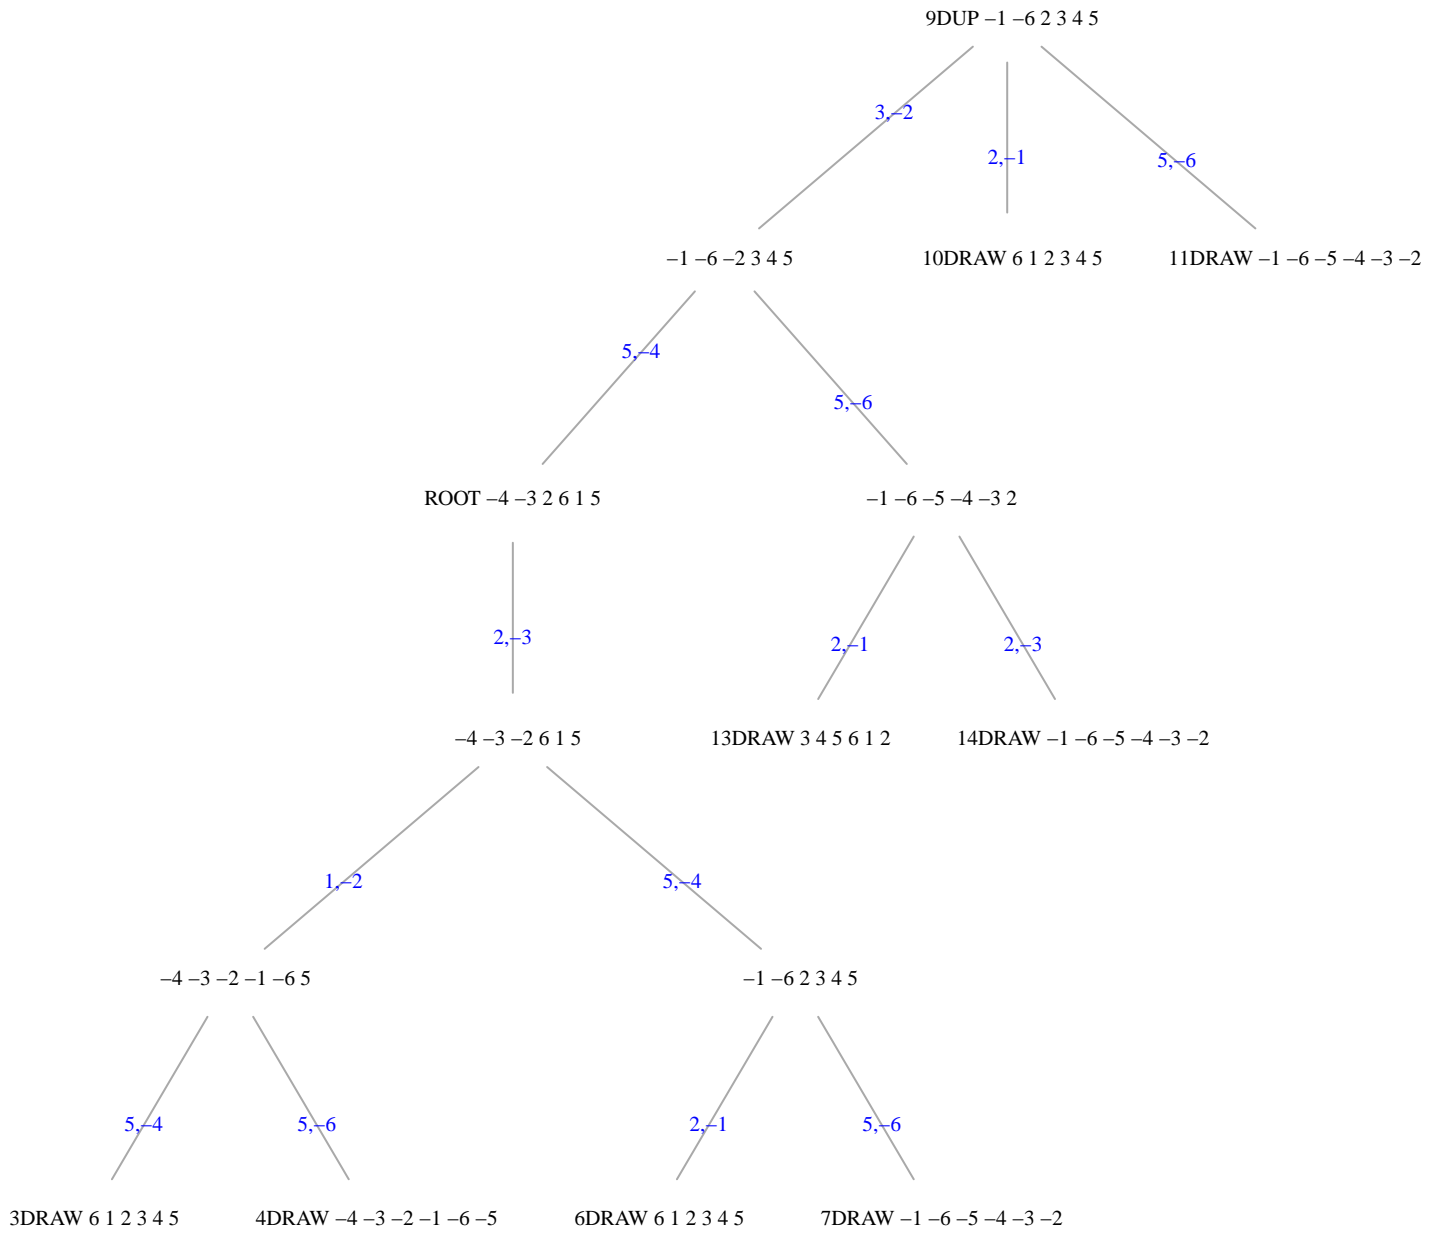 9DUP −1 −6 2 3 4 5
3,−2
2,−1
5,−6
−1 −6 −2 3 4 5
10DRAW 6 1 2 3 4 5
11DRAW −1 −6 −5 −4 −3 −2
5,−4
5,−6
ROOT −4 −3 2 6 1 5
−1 −6 −5 −4 −3 2
2,−3
2,−1
2,−3
−4 −3 −2 6 1 5
13DRAW 3 4 5 6 1 2
14DRAW −1 −6 −5 −4 −3 −2
1,−2
5,−4
−4 −3 −2 −1 −6 5
−1 −6 2 3 4 5
5,−4
5,−6
2,−1
5,−6
3DRAW 6 1 2 3 4 5
4DRAW −4 −3 −2 −1 −6 −5
6DRAW 6 1 2 3 4 5
7DRAW −1 −6 −5 −4 −3 −2